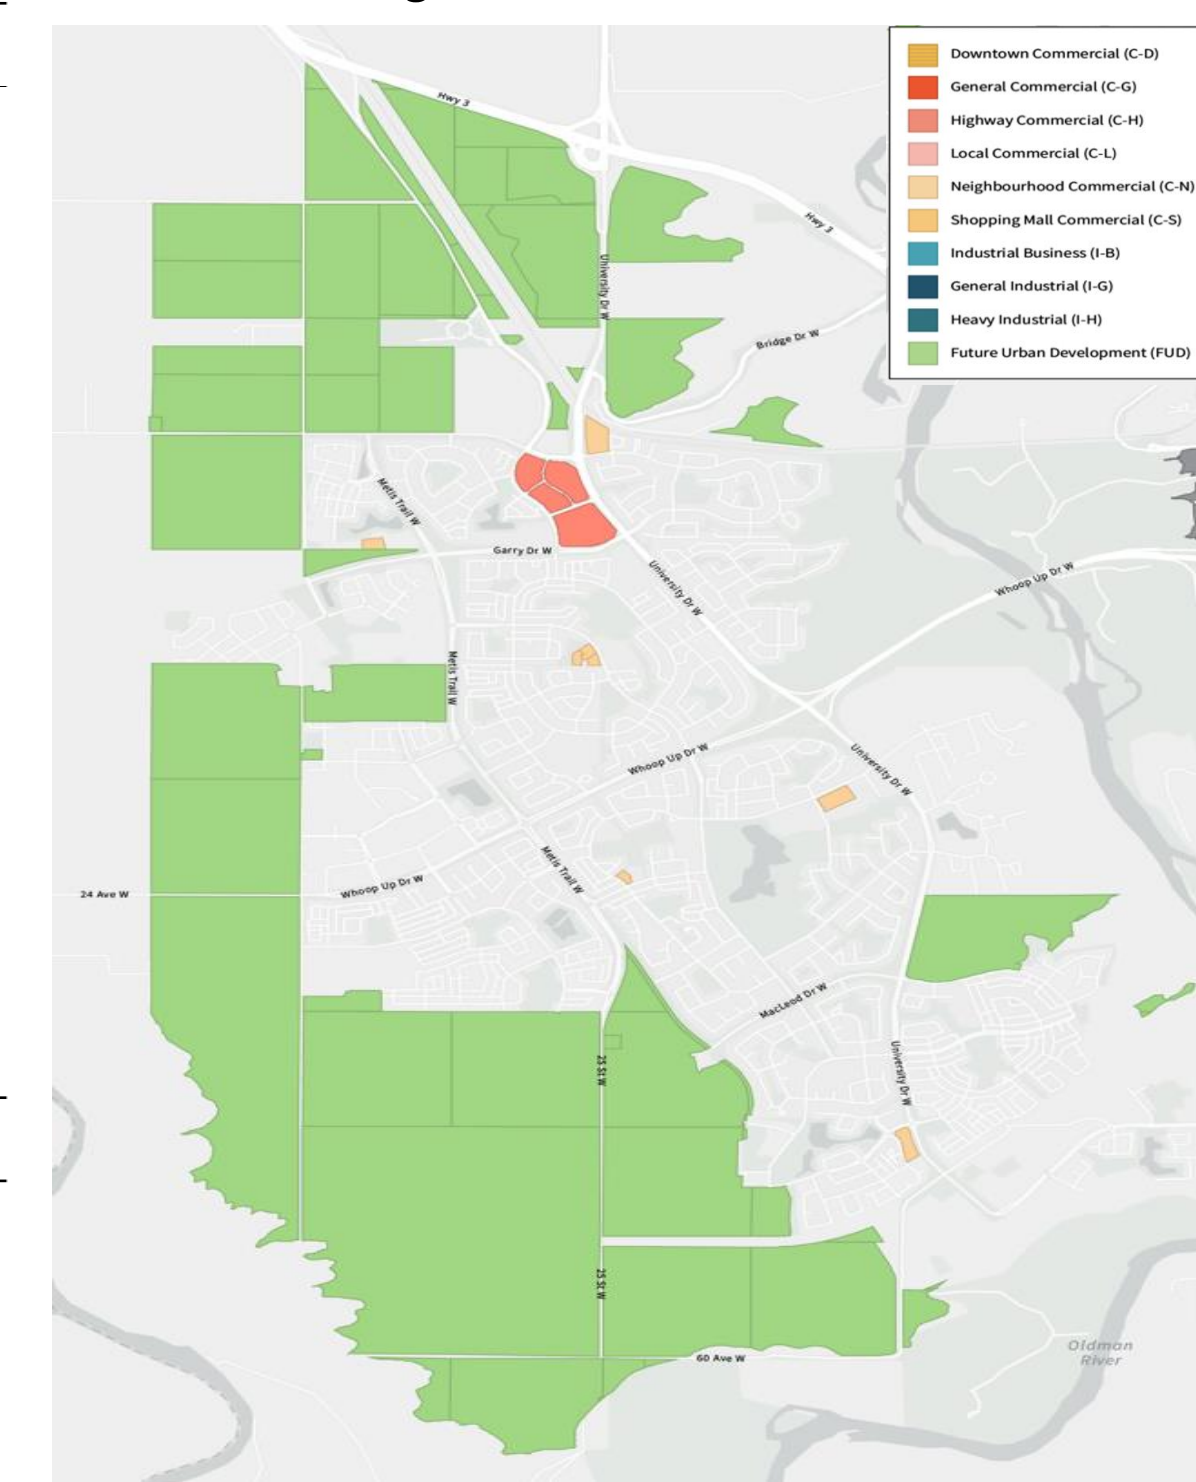 Downtown Commercial (C-D)
General Commercial (C-G)
Highway Commercial (C-H)
Local Commercial (C-L)
Neighbourhood Commercial (C-N)
Shopping Mall Commercial (C-S)
Industrial Business (I-B)
General Industrial (I-G)
Heavy Industrial (I-H)
Future Urban Development (FUD)
Hwy 3
Hwy 3
University Dr W
Bridge Dr W
Metis Trail W
Garry Dr W
University Dr W
Whoop Up Dr W
Metis Trail W
Whoop Up Dr W
University Dr W
Metis Trail W
Whoop Up Dr W
24 Ave W
MacLeod Dr W
25 St W
University Dr W
25 St W
60 Ave W
Oldman
River